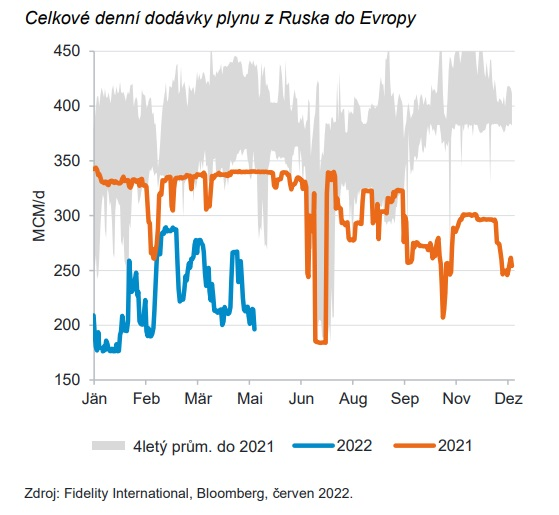 Celkové denní dodávky plynu z Ruska do Evropy
MCM/d
450
400
350
300
250
200
150
Jän Feb Mär Mai Jun Aug Sep Nov Dez
4letý prům. do 2021 2022 2021
Zdroj: Fidelity International, Bloomberg, červen 2022.